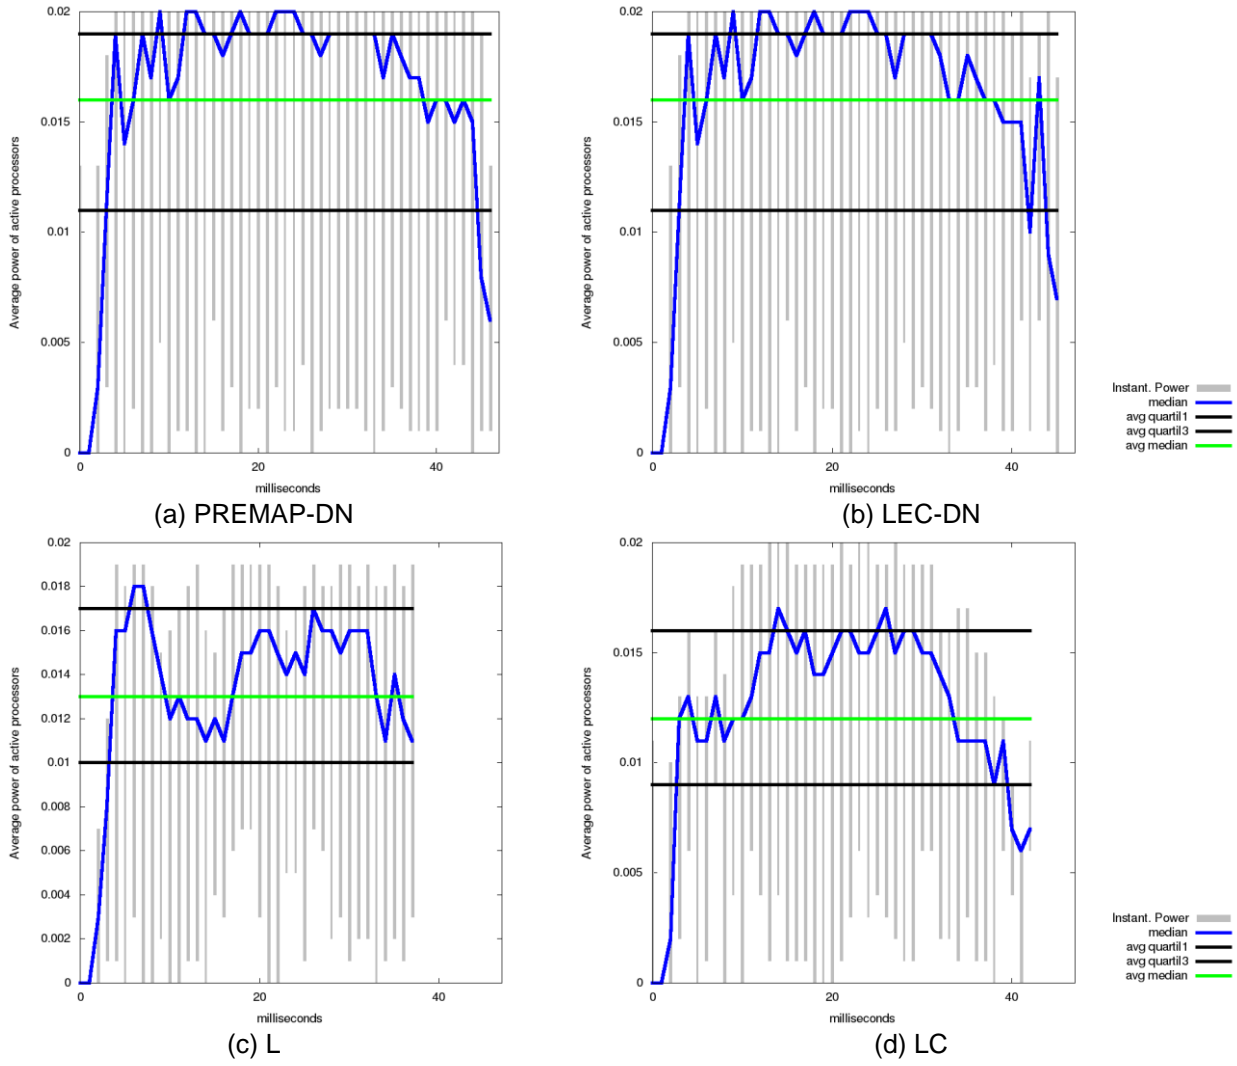 0.02
0.015
0.01
0.005
0
0
20
40
Average power of active processors
milliseconds
(a) PREMAP-DN
0.02
0.015
0.01
0.005
0
0
20
40
Average power of active processors
milliseconds
(b) LEC-DN
Instant. Power
median
avg quartil1
avg quartil3
avg median
0.02
0.018
0.016
0.014
0.012
0.01
0.008
0.006
0.004
0.002
0
0
20
40
Average power of active processors
milliseconds
(c) L
0.02
0.015
0.01
0.005
0
0
20
40
Average power of active processors
milliseconds
(d) LC
Instant. Power
median
avg quartil1
avg quartil3
avg median